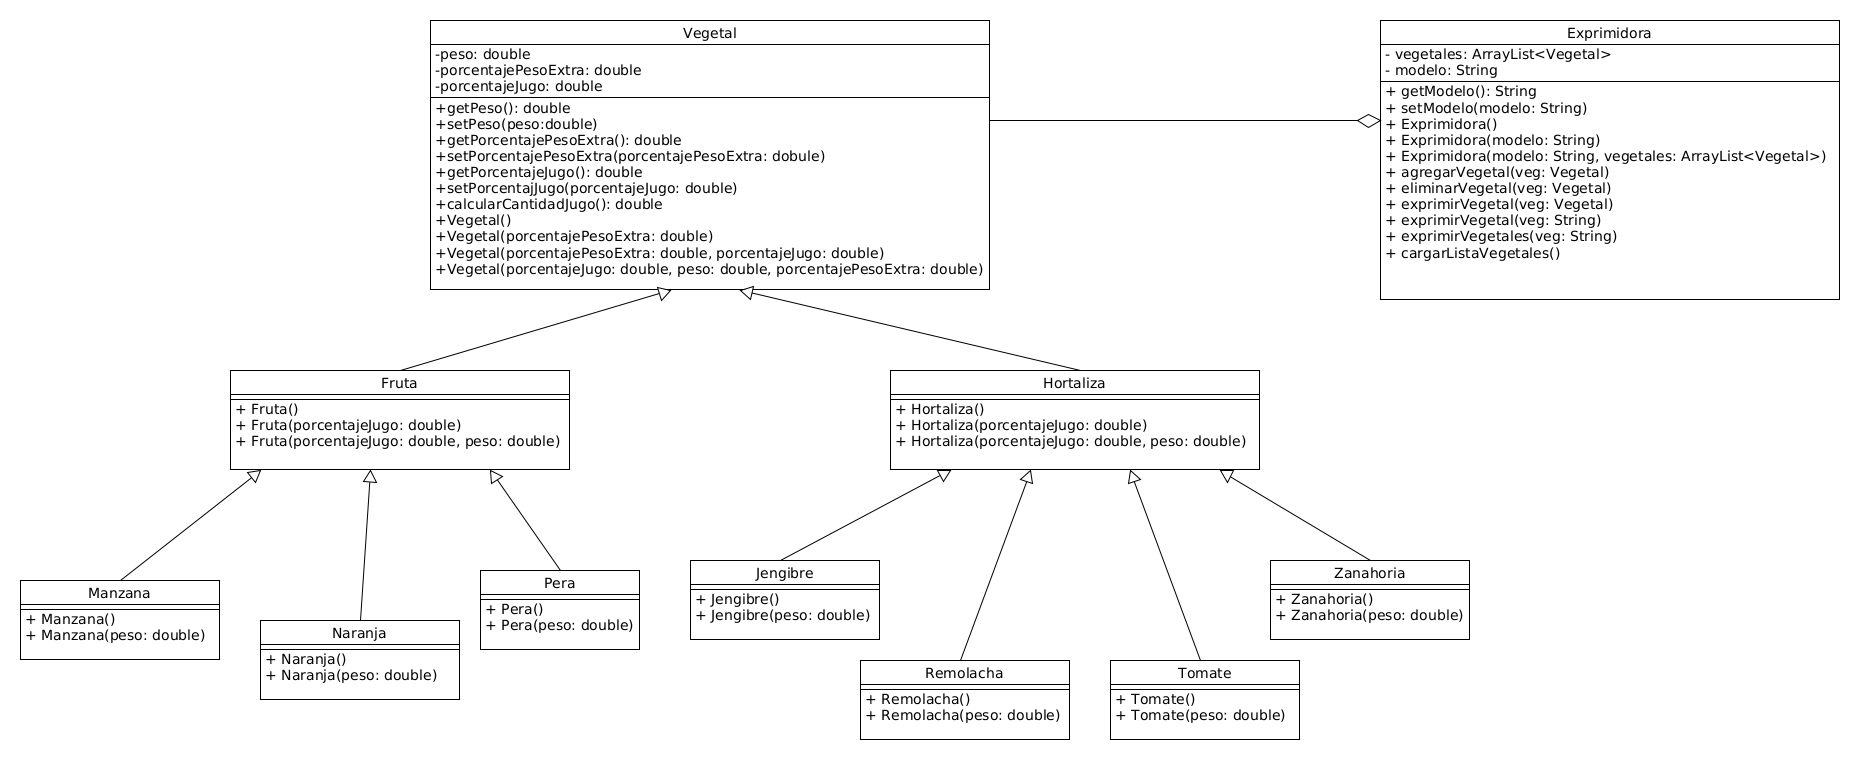 Vegetal
-peso: double
-porcentajePesoExtra: double
-porcentajeJugo: double
+getPeso(): double
+setPeso(peso:double)
+getPorcentajePesoExtra(): double
+setPorcentajePesoExtra(porcentajePesoExtra: dobule)
+getPorcentajeJugo(): double
+setPorcentajJugo(porcentajeJugo: double)
+calcularCantidadJugo(): double
+Vegetal()
+Vegetal(porcentajePesoExtra: double)
+Vegetal(porcentajePesoExtra: double, porcentajeJugo: double)
+Vegetal(porcentajeJugo: double, peso: double, porcentajePesoExtra: double)
Exprimidora
- vegetales: ArrayList<Vegetal>
- modelo: String
+ getModelo(): String
+ setModelo(modelo: String)
+ Exprimidora()
+ Exprimidora(modelo: String)
+ Exprimidora(modelo: String, vegetales: ArrayList<Vegetal>)
+ agregarVegetal(veg: Vegetal)
+ eliminarVegetal(veg: Vegetal)
+ exprimirVegetal(veg: Vegetal)
+ exprimirVegetal(veg: String)
+ exprimirVegetales(veg: String)
+ cargarListaVegetales()
Fruta
+ Fruta()
+ Fruta(porcentajeJugo: double)
+ Fruta(porcentajeJugo: double, peso: double)
Hortaliza
+ Hortaliza()
+ Hortaliza(porcentajeJugo: double)
+ Hortaliza(porcentajeJugo: double, peso: double)
Manzana
+ Manzana()
+ Manzana(peso: double)
Naranja
+ Naranja()
+ Naranja(peso: double)
Pera
+ Pera()
+ Pera(peso: double)
Jengibre
+ Jengibre()
+ Jengibre(peso: double)
Remolacha
+ Remolacha()
+ Remolacha(peso: double)
Tomate
+ Tomate()
+ Tomate(peso: double)
Zanahoria
+ Zanahoria()
+ Zanahoria(peso: double)